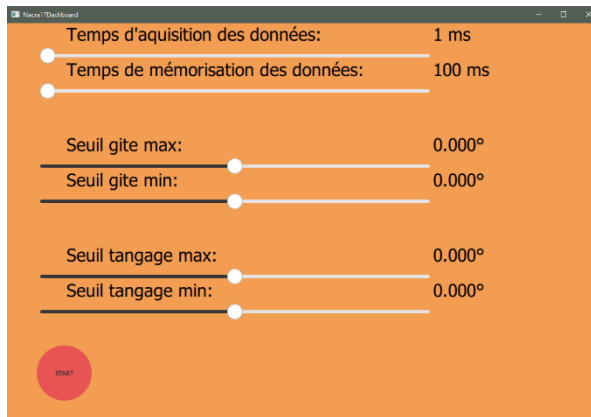 Nacra17Dashboard
Temps d'aquisition des données: 1 ms
Temps de mémorisation des données: 100 ms
Seuil gite max: 0.000°
Seuil gite min: 0.000°
Seuil tangage max: 0.000°
Seuil tangage min: 0.000°
START